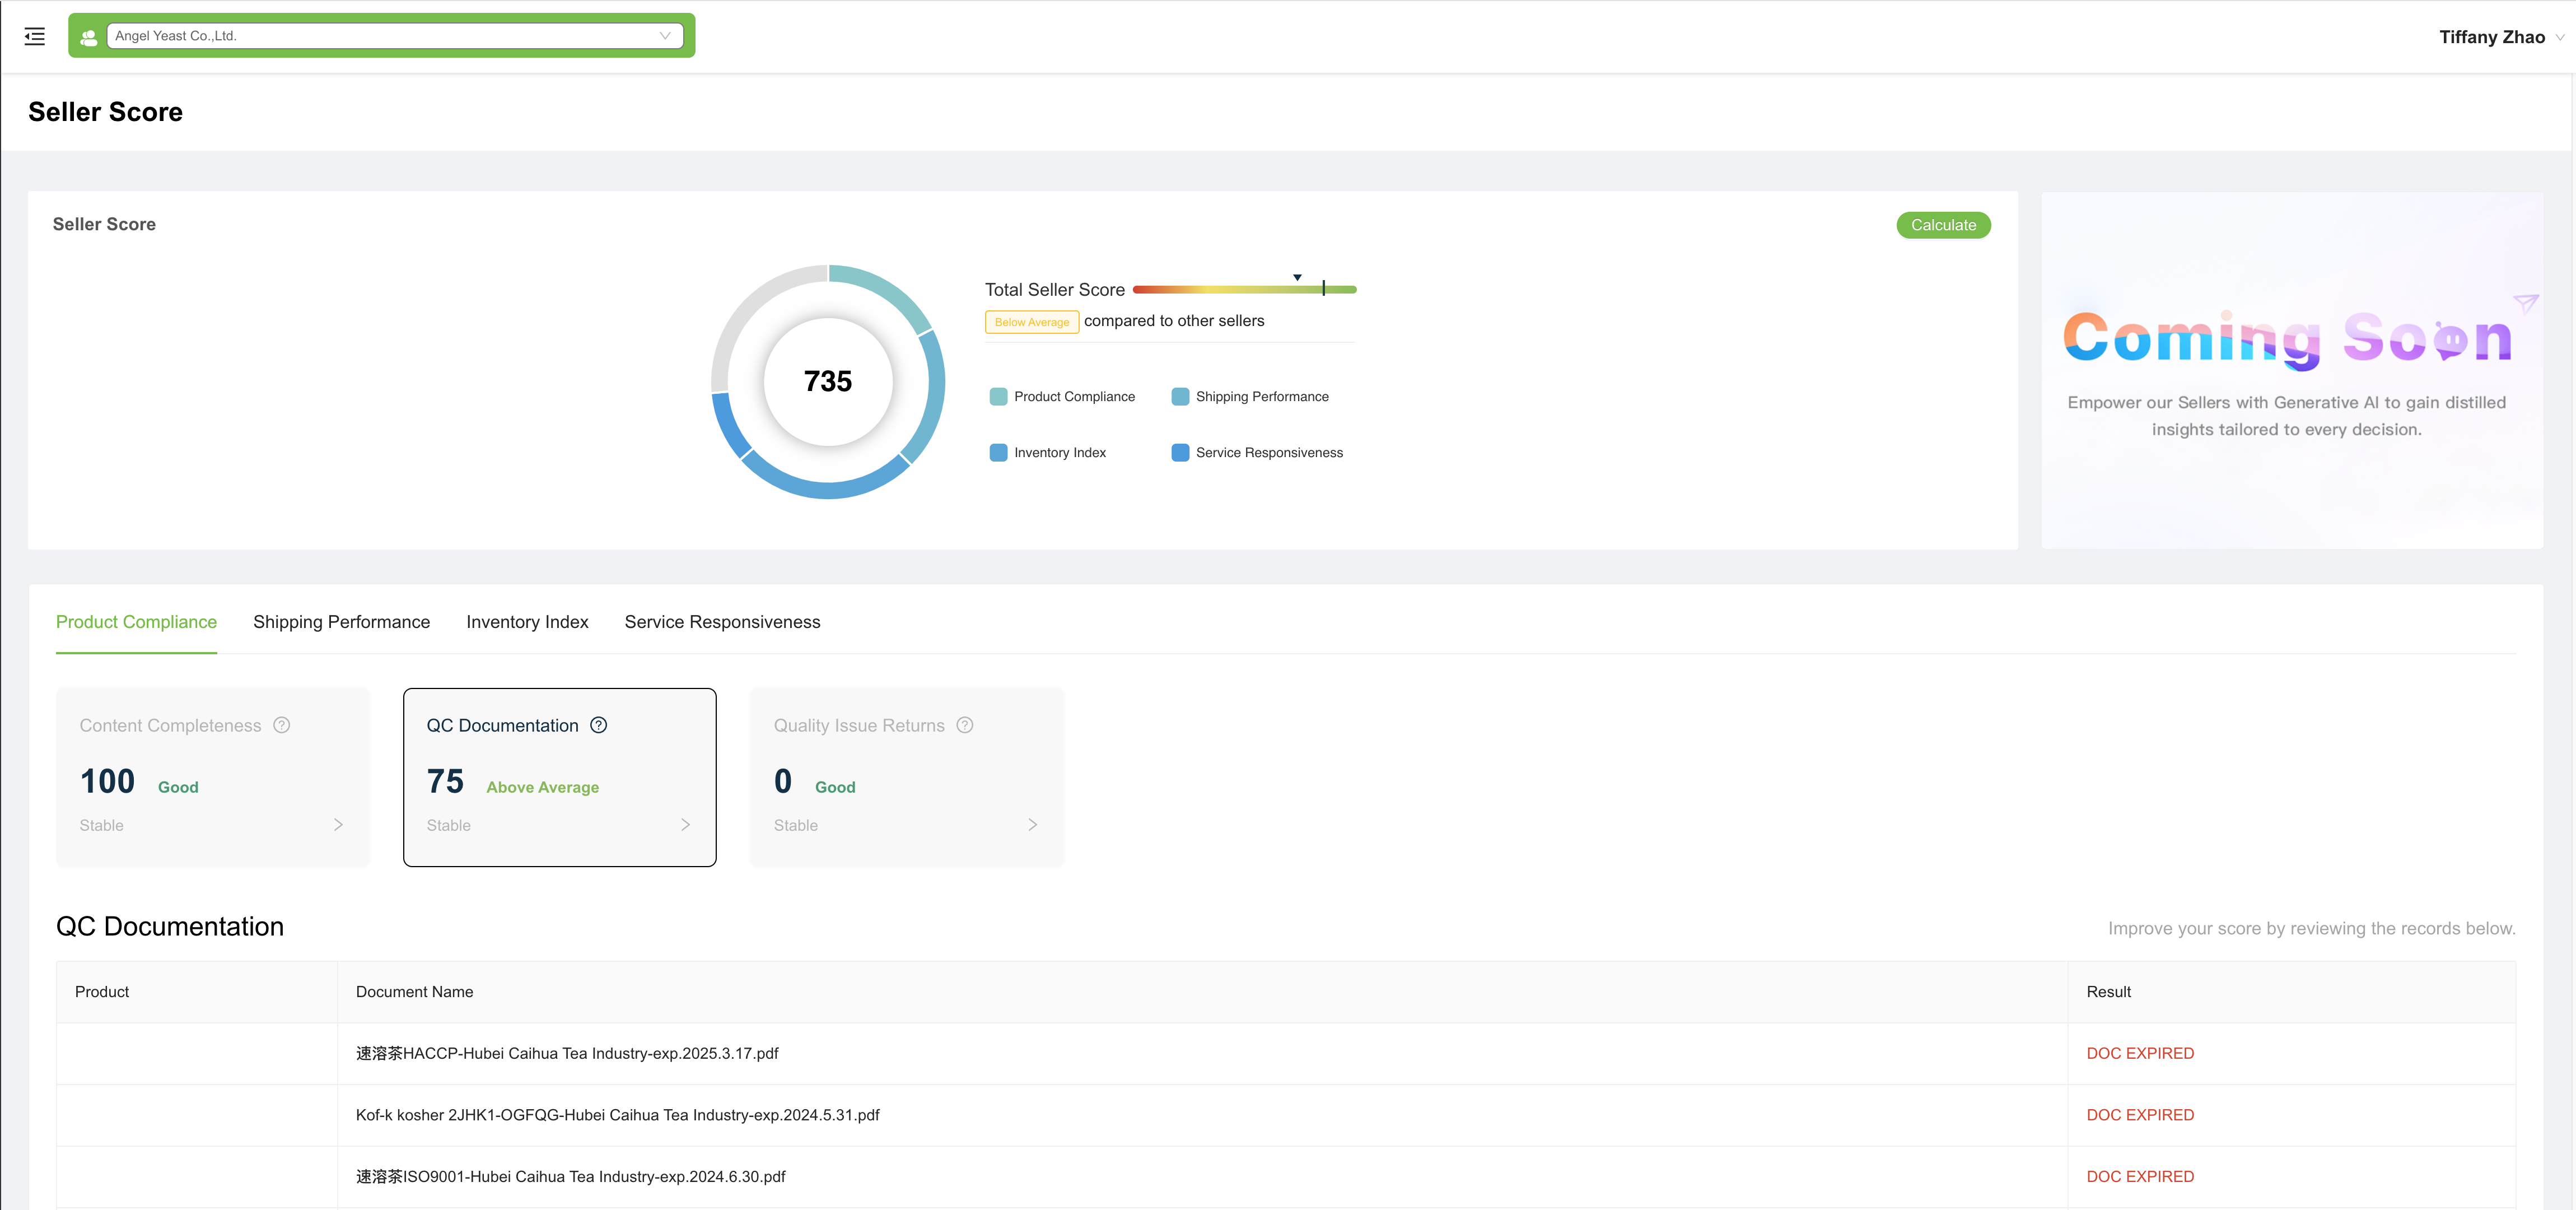 Angel Yeast Co.,Ltd.
Tiffany Zhao
Seller Score
Seller Score
Calculate
735
Total Seller Score
Below Average compared to other sellers
Product Compliance
Shipping Performance
Inventory Index
Service Responsiveness
Coming Soon
Empower our Sellers with Generative AI to gain distilled
insights tailored to every decision.
Product Compliance
Shipping Performance
Inventory Index
Service Responsiveness
Content Completeness ?
100 Good
Stable
QC Documentation ?
75 Above Average
Stable
Quality Issue Returns ?
0 Good
Stable
QC Documentation
Improve your score by reviewing the records below.
Product
Document Name
Result
速溶茶HACCP-Hubei Caihua Tea Industry-exp.2025.3.17.pdf
DOC EXPIRED
Kof-k kosher 2JHK1-OGFQG-Hubei Caihua Tea Industry-exp.2024.5.31.pdf
DOC EXPIRED
速溶茶ISO9001-Hubei Caihua Tea Industry-exp.2024.6.30.pdf
DOC EXPIRED